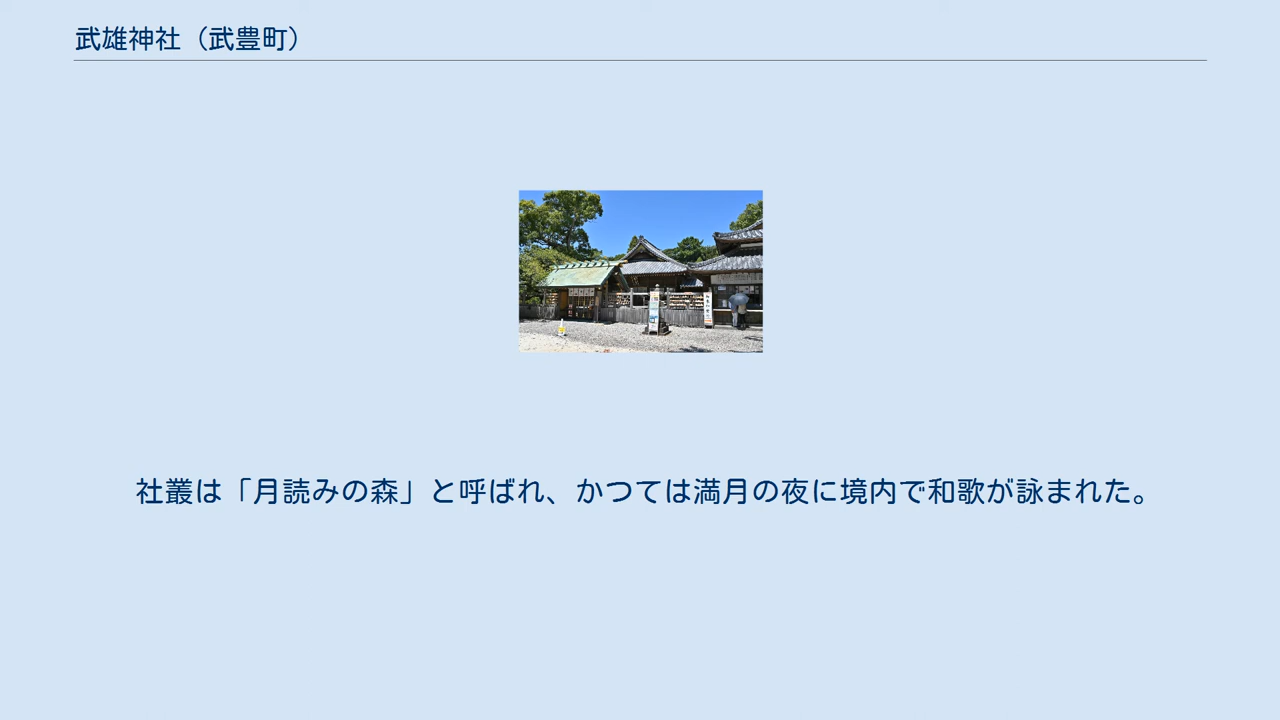 武雄神社（武豊町）
社叢は「月読みの森」と呼ばれ、かつては満月の夜に境内で和歌が詠まれた。